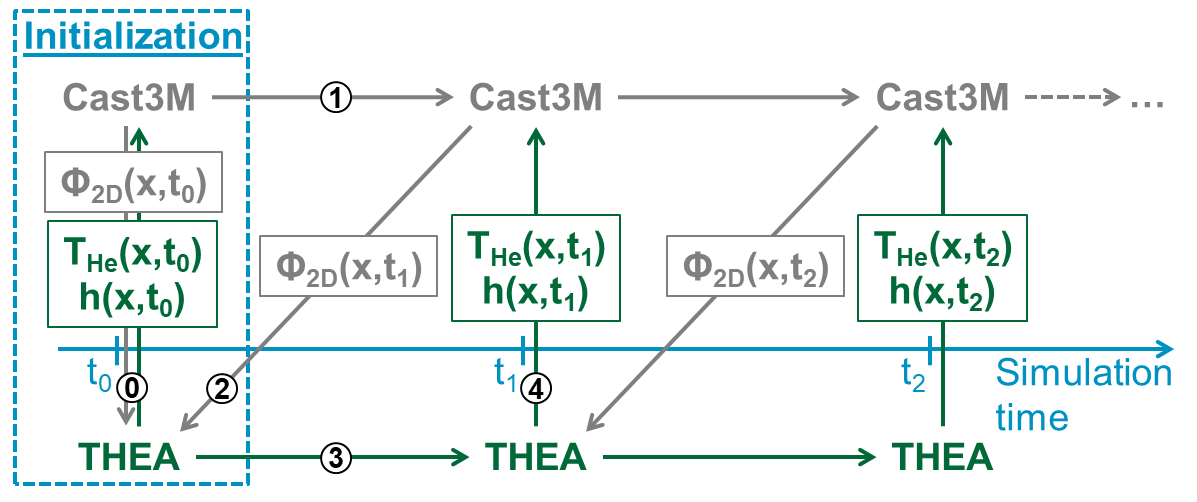 Initialization
Cast3M
1
Cast3M
Cast3M
...
Φ2D(x,t0)
THe(x,t0)
h(x,t0)
Φ2D(x,t1)
THe(x,t1)
h(x,t1)
Φ2D(x,t2)
THe(x,t2)
h(x,t2)
t0
0
2
t1
4
t2
Simulation
time
THEA
3
THEA
THEA